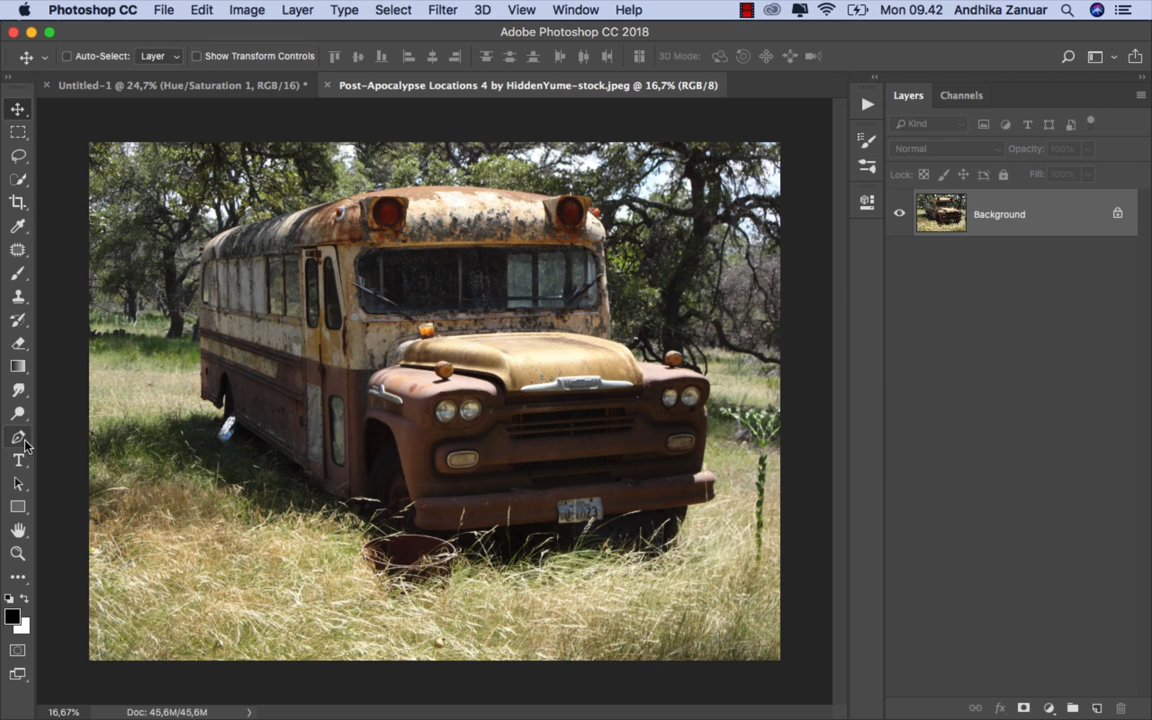 Photoshop CC File Edit Image Layer Type Select Filter 3D View Window Help Mon 09.42 Andhika Zanuar
Adobe Photoshop CC 2018
Auto-Select: Layer Show Transform Controls 3D Mode:
Untitled-1 @ 24,7% (Hue/Saturation 1, RGB/16) * Post-Apocalypse Locations 4 by HiddenYume-stock.jpeg @ 16,7% (RGB/8)
Layers Channels
Kind
Normal Opacity: 100%
Lock: Fill: 100%
Background
16,67% Doc: 45,6M/45,6M